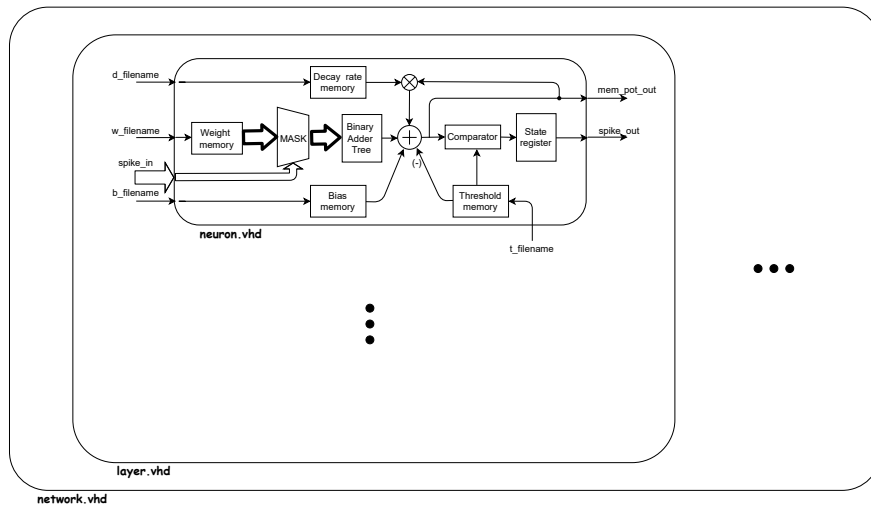 d_filename
Decay rate
memory
mem_pot_out
w_filename
Weight
memory
MASK
Binary
Adder
Tree
Comparator
State
register
spike_out
spike_in
(-)
b_filename
Bias
memory
Threshold
memory
neuron.vhd
t_filename
layer.vhd
network.vhd